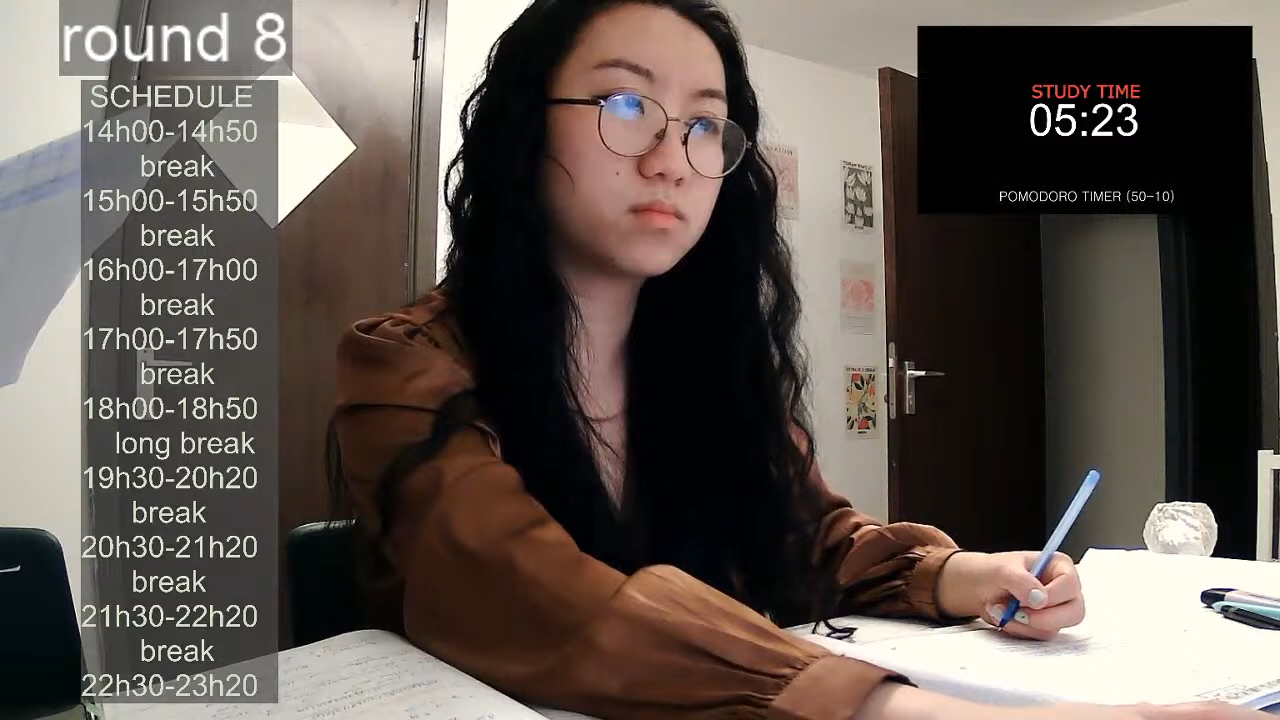 round 8
SCHEDULE
14h00-14h50
break
15h00-15h50
break
16h00-17h00
break
17h00-17h50
break
18h00-18h50
long break
19h30-20h20
break
20h30-21h20
break
21h30-22h20
break
22h30-23h20
STUDY TIME
05:23
POMODORO TIMER (50-10)